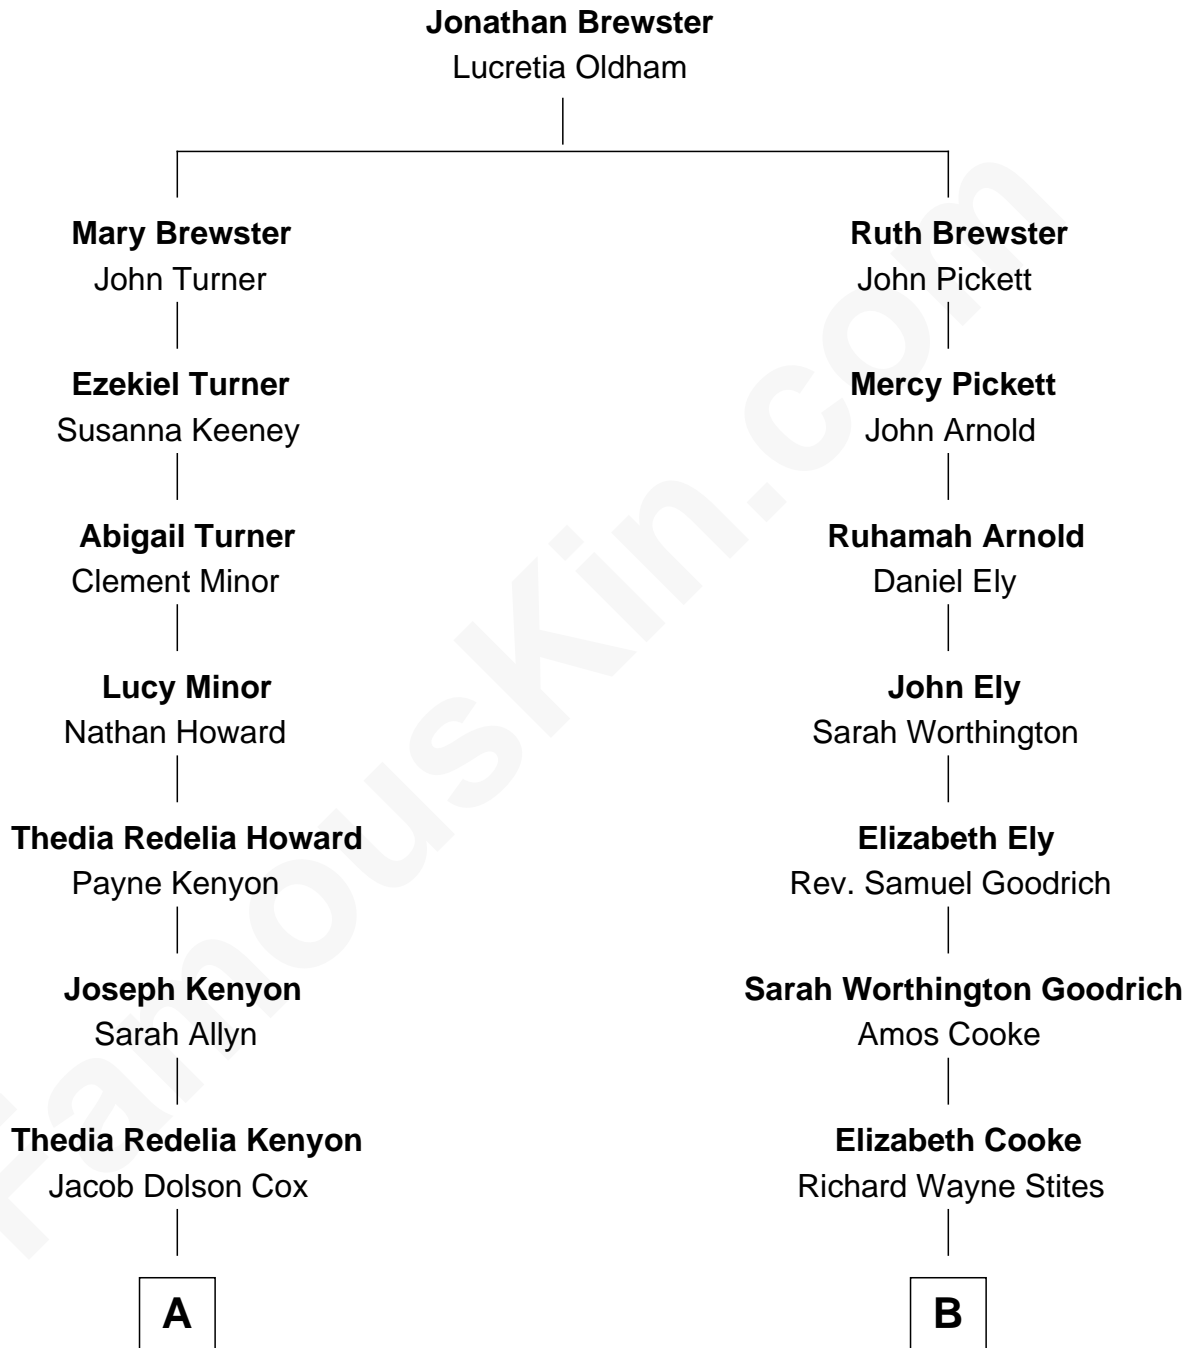 Jonathan Brewster
Lucretia Oldham
Mary Brewster
John Turner
Ruth Brewster
John Pickett
Ezekiel Turner
Susanna Keeney
Mercy Pickett
John Arnold
Abigail Turner
Clement Minor
Ruhamah Arnold
Daniel Ely
Lucy Minor
Nathan Howard
John Ely
Sarah Worthington
Thedia Redelia Howard
Payne Kenyon
Elizabeth Ely
Rev. Samuel Goodrich
Joseph Kenyon
Sarah Allyn
Sarah Worthington Goodrich
Amos Cooke
Thedia Redelia Kenyon
Jacob Dolson Cox
Elizabeth Cooke
Richard Wayne Stites
A
B
FamousKin.com